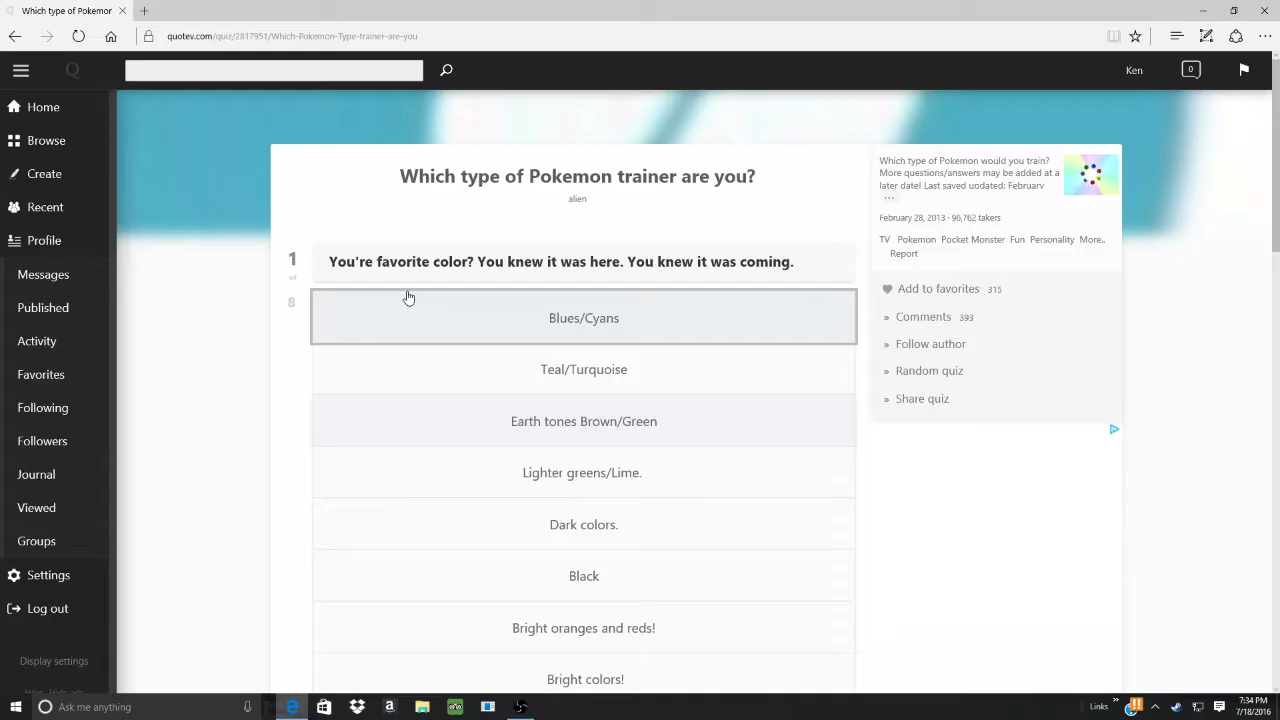 Which type of Pokemor
quotev.com/quiz/2817951/Which-Pokemon-Type-trainer-are-you
Q
Ken
0
Home
Browse
Create
Recent
Profile
Messages
Published
Activity
Favorites
Following
Followers
Journal
Viewed
Groups
Settings
Log out
Display settings
Help · Hide ads
Which type of Pokemon trainer are you?
alien
1
of
8
You're favorite color? You knew it was here. You knew it was coming.
Blues/Cyans
Teal/Turquoise
Earth tones Brown/Green
Lighter greens/Lime.
Dark colors.
Black
Bright oranges and reds!
Bright colors!
Which type of Pokemon would you train?
More questions/answers may be added at a
later date! Last saved updated: February
...
February 28, 2013 · 96,762 takers
TV Pokemon Pocket Monster Fun Personality More..
Report
Add to favorites 315
» Comments 393
» Follow author
» Random quiz
» Share quiz
Ask me anything
Links
7:34 PM
7/18/2016